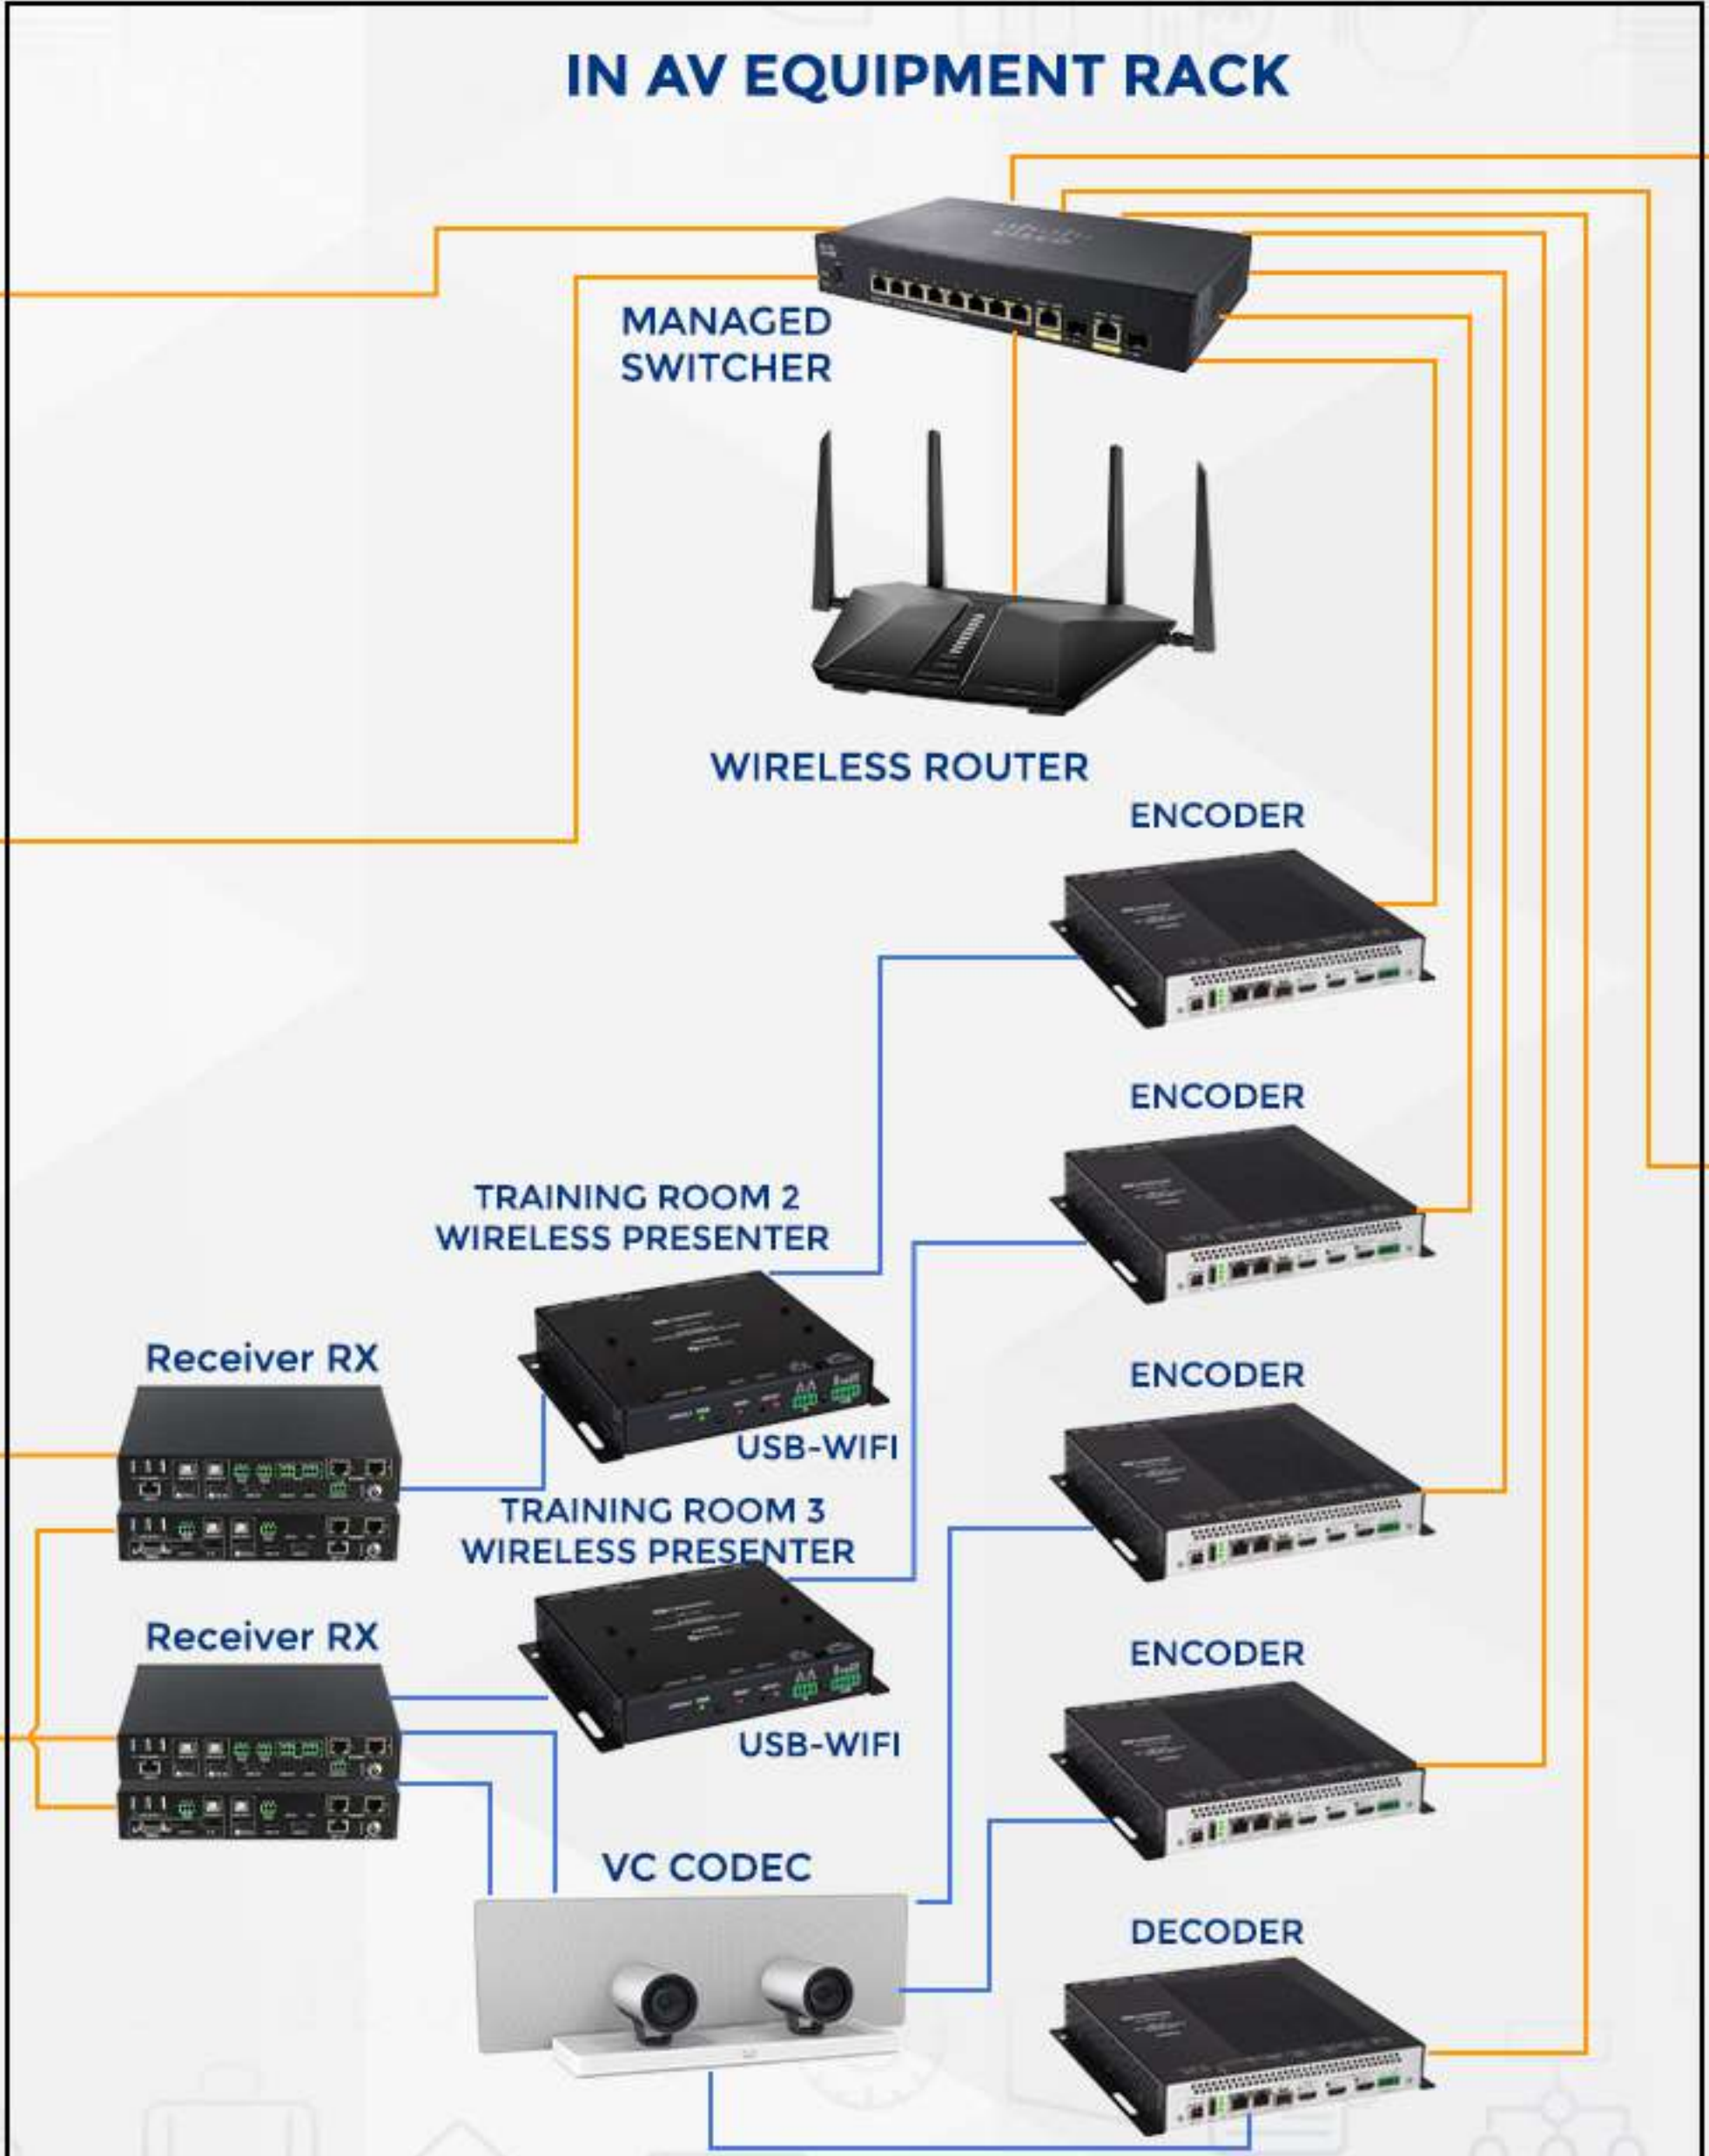 IN AV EQUIPMENT RACK
MANAGED
SWITCHER
WIRELESS ROUTER
ENCODER
ENCODER
TRAINING ROOM 2
WIRELESS PRESENTER
Receiver RX
USB-WIFI
ENCODER
TRAINING ROOM 3
WIRELESS PRESENTER
Receiver RX
USB-WIFI
ENCODER
VC CODEC
DECODER